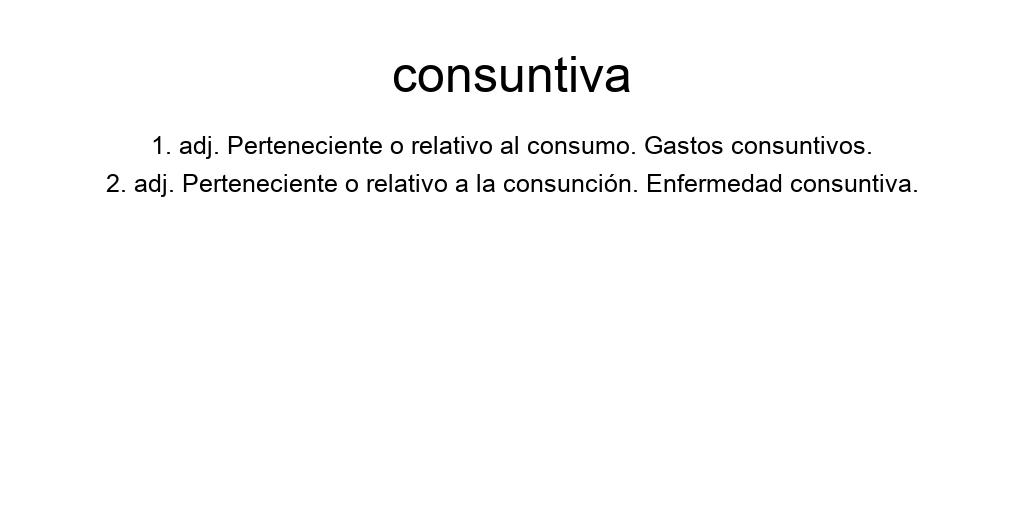 consuntiva
1. adj. Perteneciente o relativo al consumo. Gastos consuntivos.
2. adj. Perteneciente o relativo a la consunción. Enfermedad consuntiva.